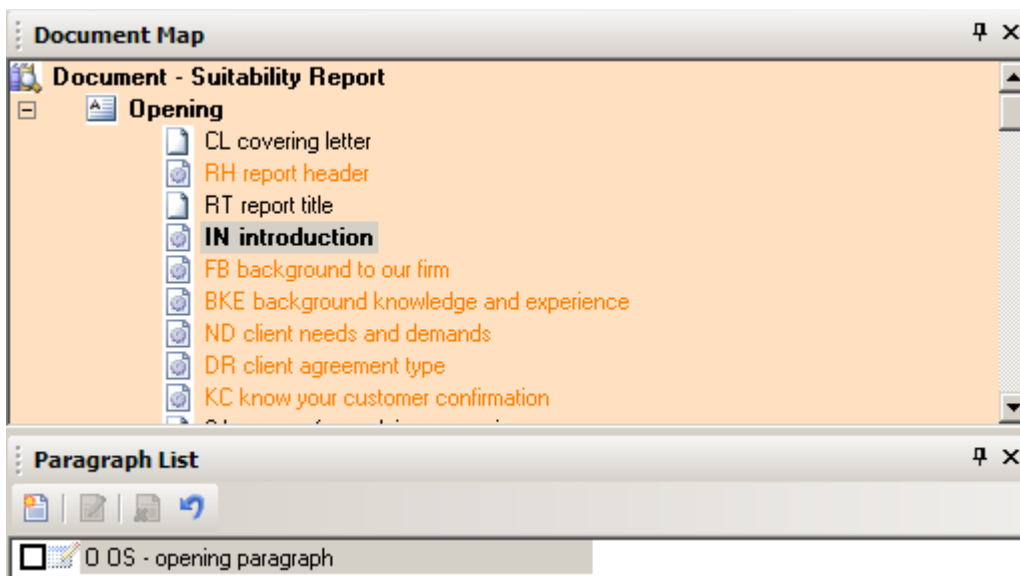 Document Map
Document - Suitability Report
Opening
CL covering letter
RH report header
RT report title
IN introduction
FB background to our firm
BKE background knowledge and experience
ND client needs and demands
DR client agreement type
KC know your customer confirmation
Paragraph List
O OS - opening paragraph